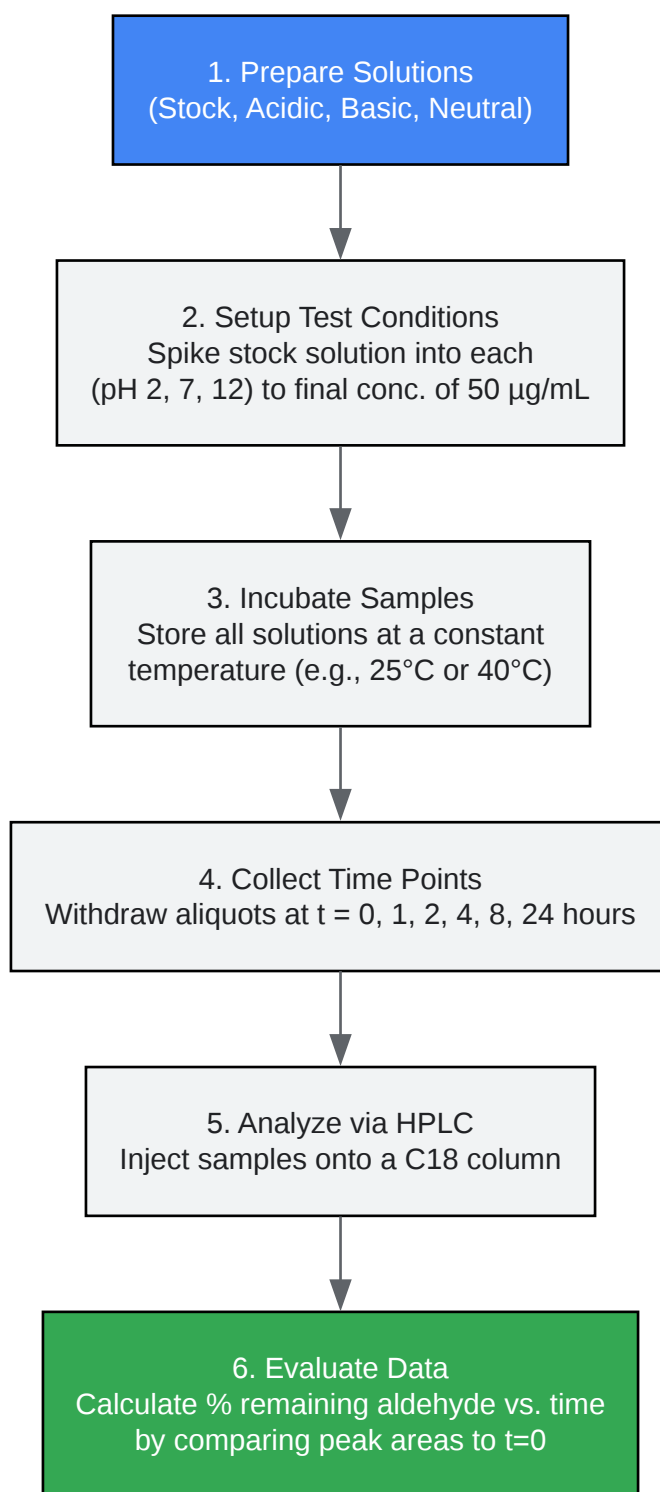 1. Prepare Solutions
(Stock, Acidic, Basic, Neutral)
2. Setup Test Conditions
Spike stock solution into each
(pH 2, 7, 12) to final conc. of 50 µg/mL
3. Incubate Samples
Store all solutions at a constant
temperature (e.g., 25°C or 40°C)
4. Collect Time Points
Withdraw aliquots at t = 0, 1, 2, 4, 8, 24 hours
5. Analyze via HPLC
Inject samples onto a C18 column
6. Evaluate Data
Calculate % remaining aldehyde vs. time
by comparing peak areas to t=0